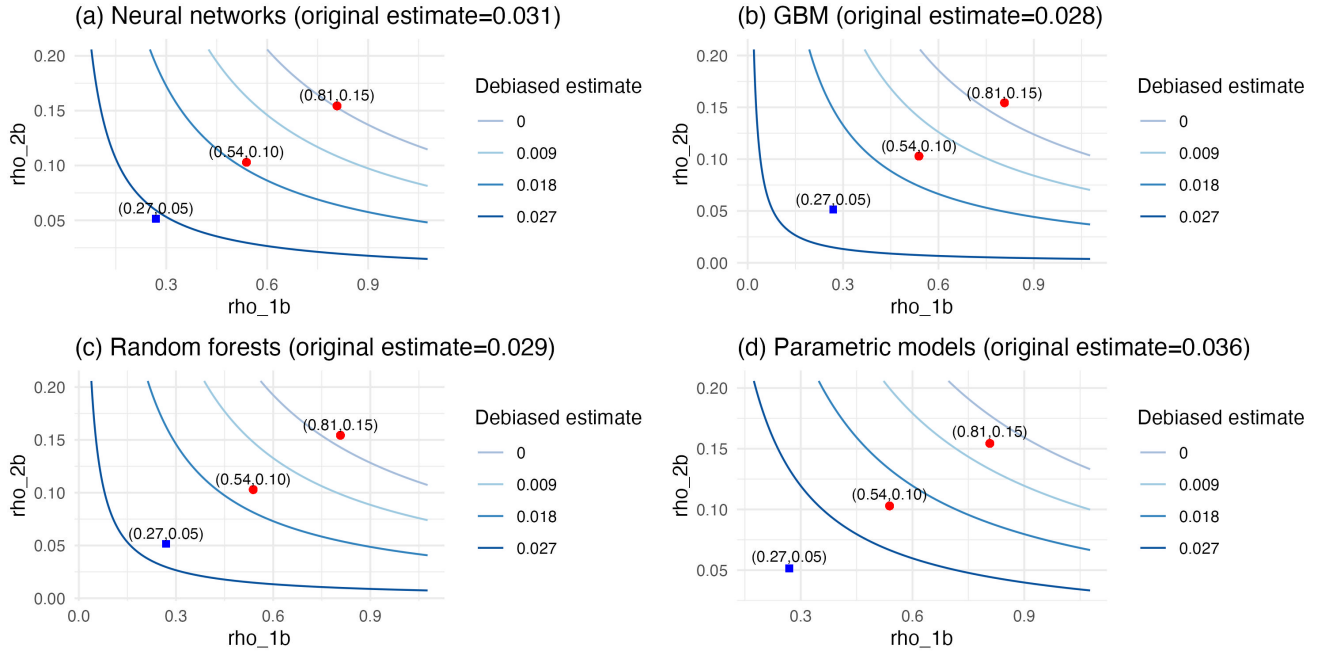 (a) Neural networks (original estimate=0.031)
0.20
0.15
0.10
0.05
rho_2b
(0.81,0.15)
(0.54,0.10)
(0.27,0.05)
0.3 0.6 0.9
rho_1b
Debiased estimate
0
0.009
0.018
0.027
(b) GBM (original estimate=0.028)
0.20
0.15
0.10
0.05
0.00
rho_2b
(0.81,0.15)
(0.54,0.10)
(0.27,0.05)
0.0 0.3 0.6 0.9
rho_1b
Debiased estimate
0
0.009
0.018
0.027
(c) Random forests (original estimate=0.029)
0.20
0.15
0.10
0.05
0.00
rho_2b
(0.81,0.15)
(0.54,0.10)
(0.27,0.05)
0.0 0.3 0.6 0.9
rho_1b
Debiased estimate
0
0.009
0.018
0.027
(d) Parametric models (original estimate=0.036)
0.20
0.15
0.10
0.05
rho_2b
(0.81,0.15)
(0.54,0.10)
(0.27,0.05)
0.3 0.6 0.9
rho_1b
Debiased estimate
0
0.009
0.018
0.027